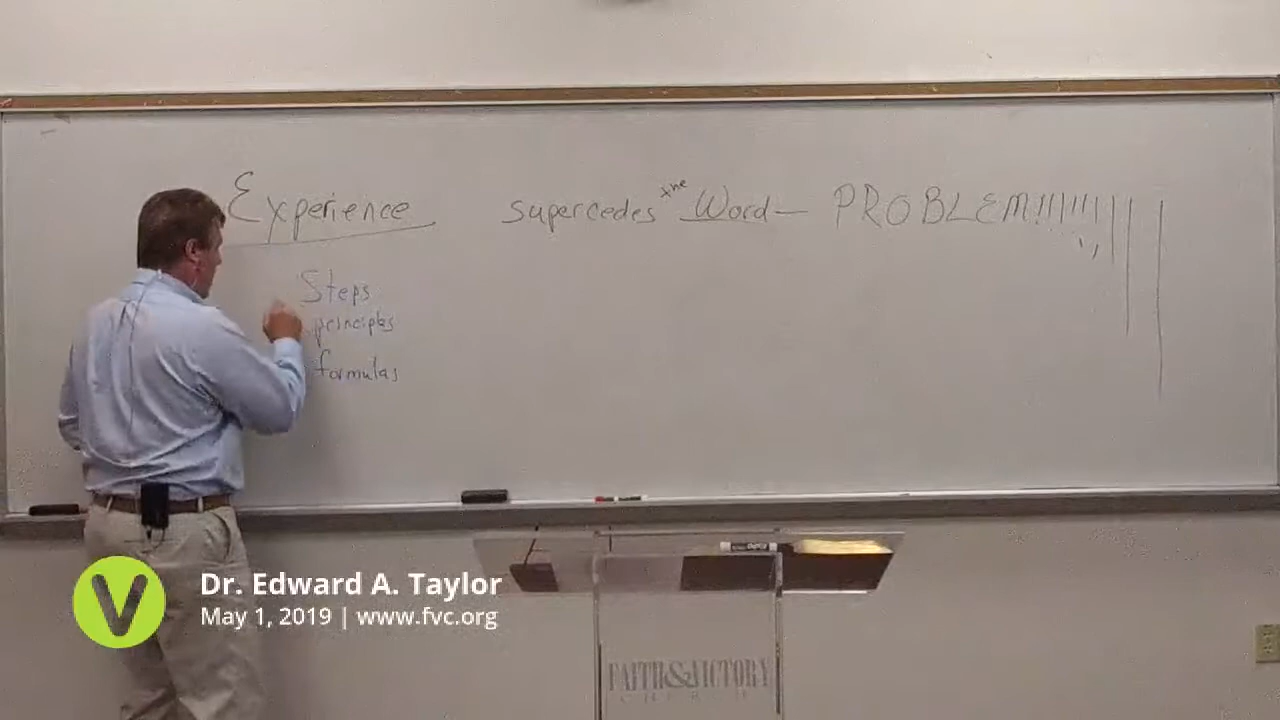 Experience supercedes the Word — PROBLEM!!!!!!!!!!
Steps
principles
formulas
V
Dr. Edward A. Taylor
May 1, 2019 | www.fvc.org
FAITH & VICTORY
CHURCH